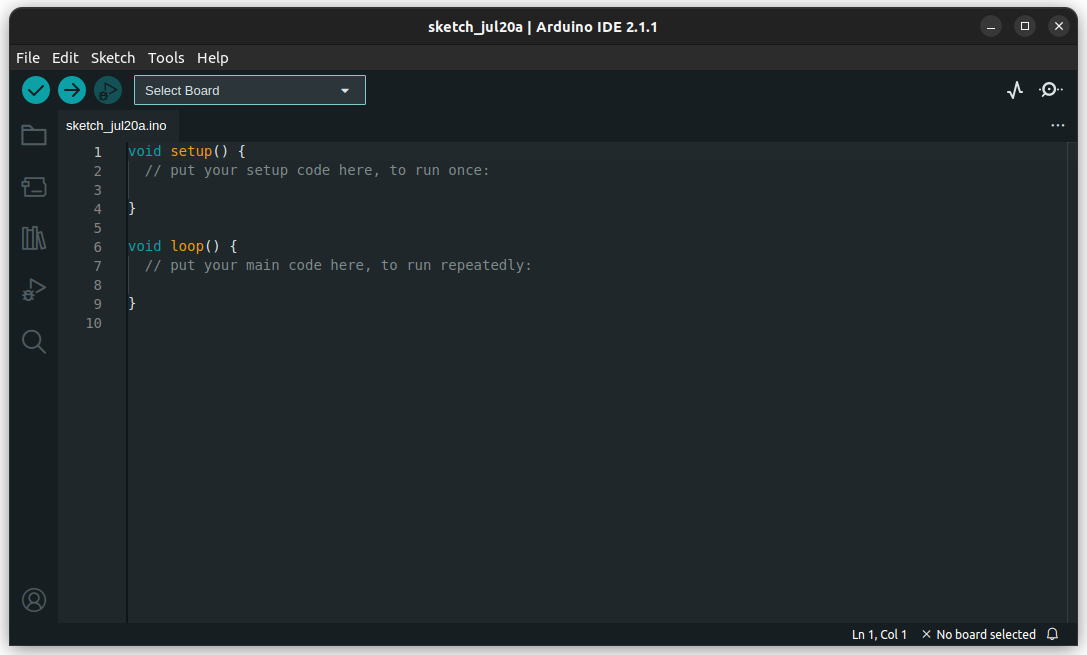 sketch_jul20a | Arduino IDE 2.1.1
File Edit Sketch Tools Help
Select Board
sketch_jul20a.ino
1 void setup() {
2 // put your setup code here, to run once:
3
4 }
5
6 void loop() {
7 // put your main code here, to run repeatedly:
8
9 }
10
Ln 1, Col 1 × No board selected